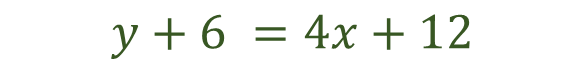 y + 6 = 4x + 12